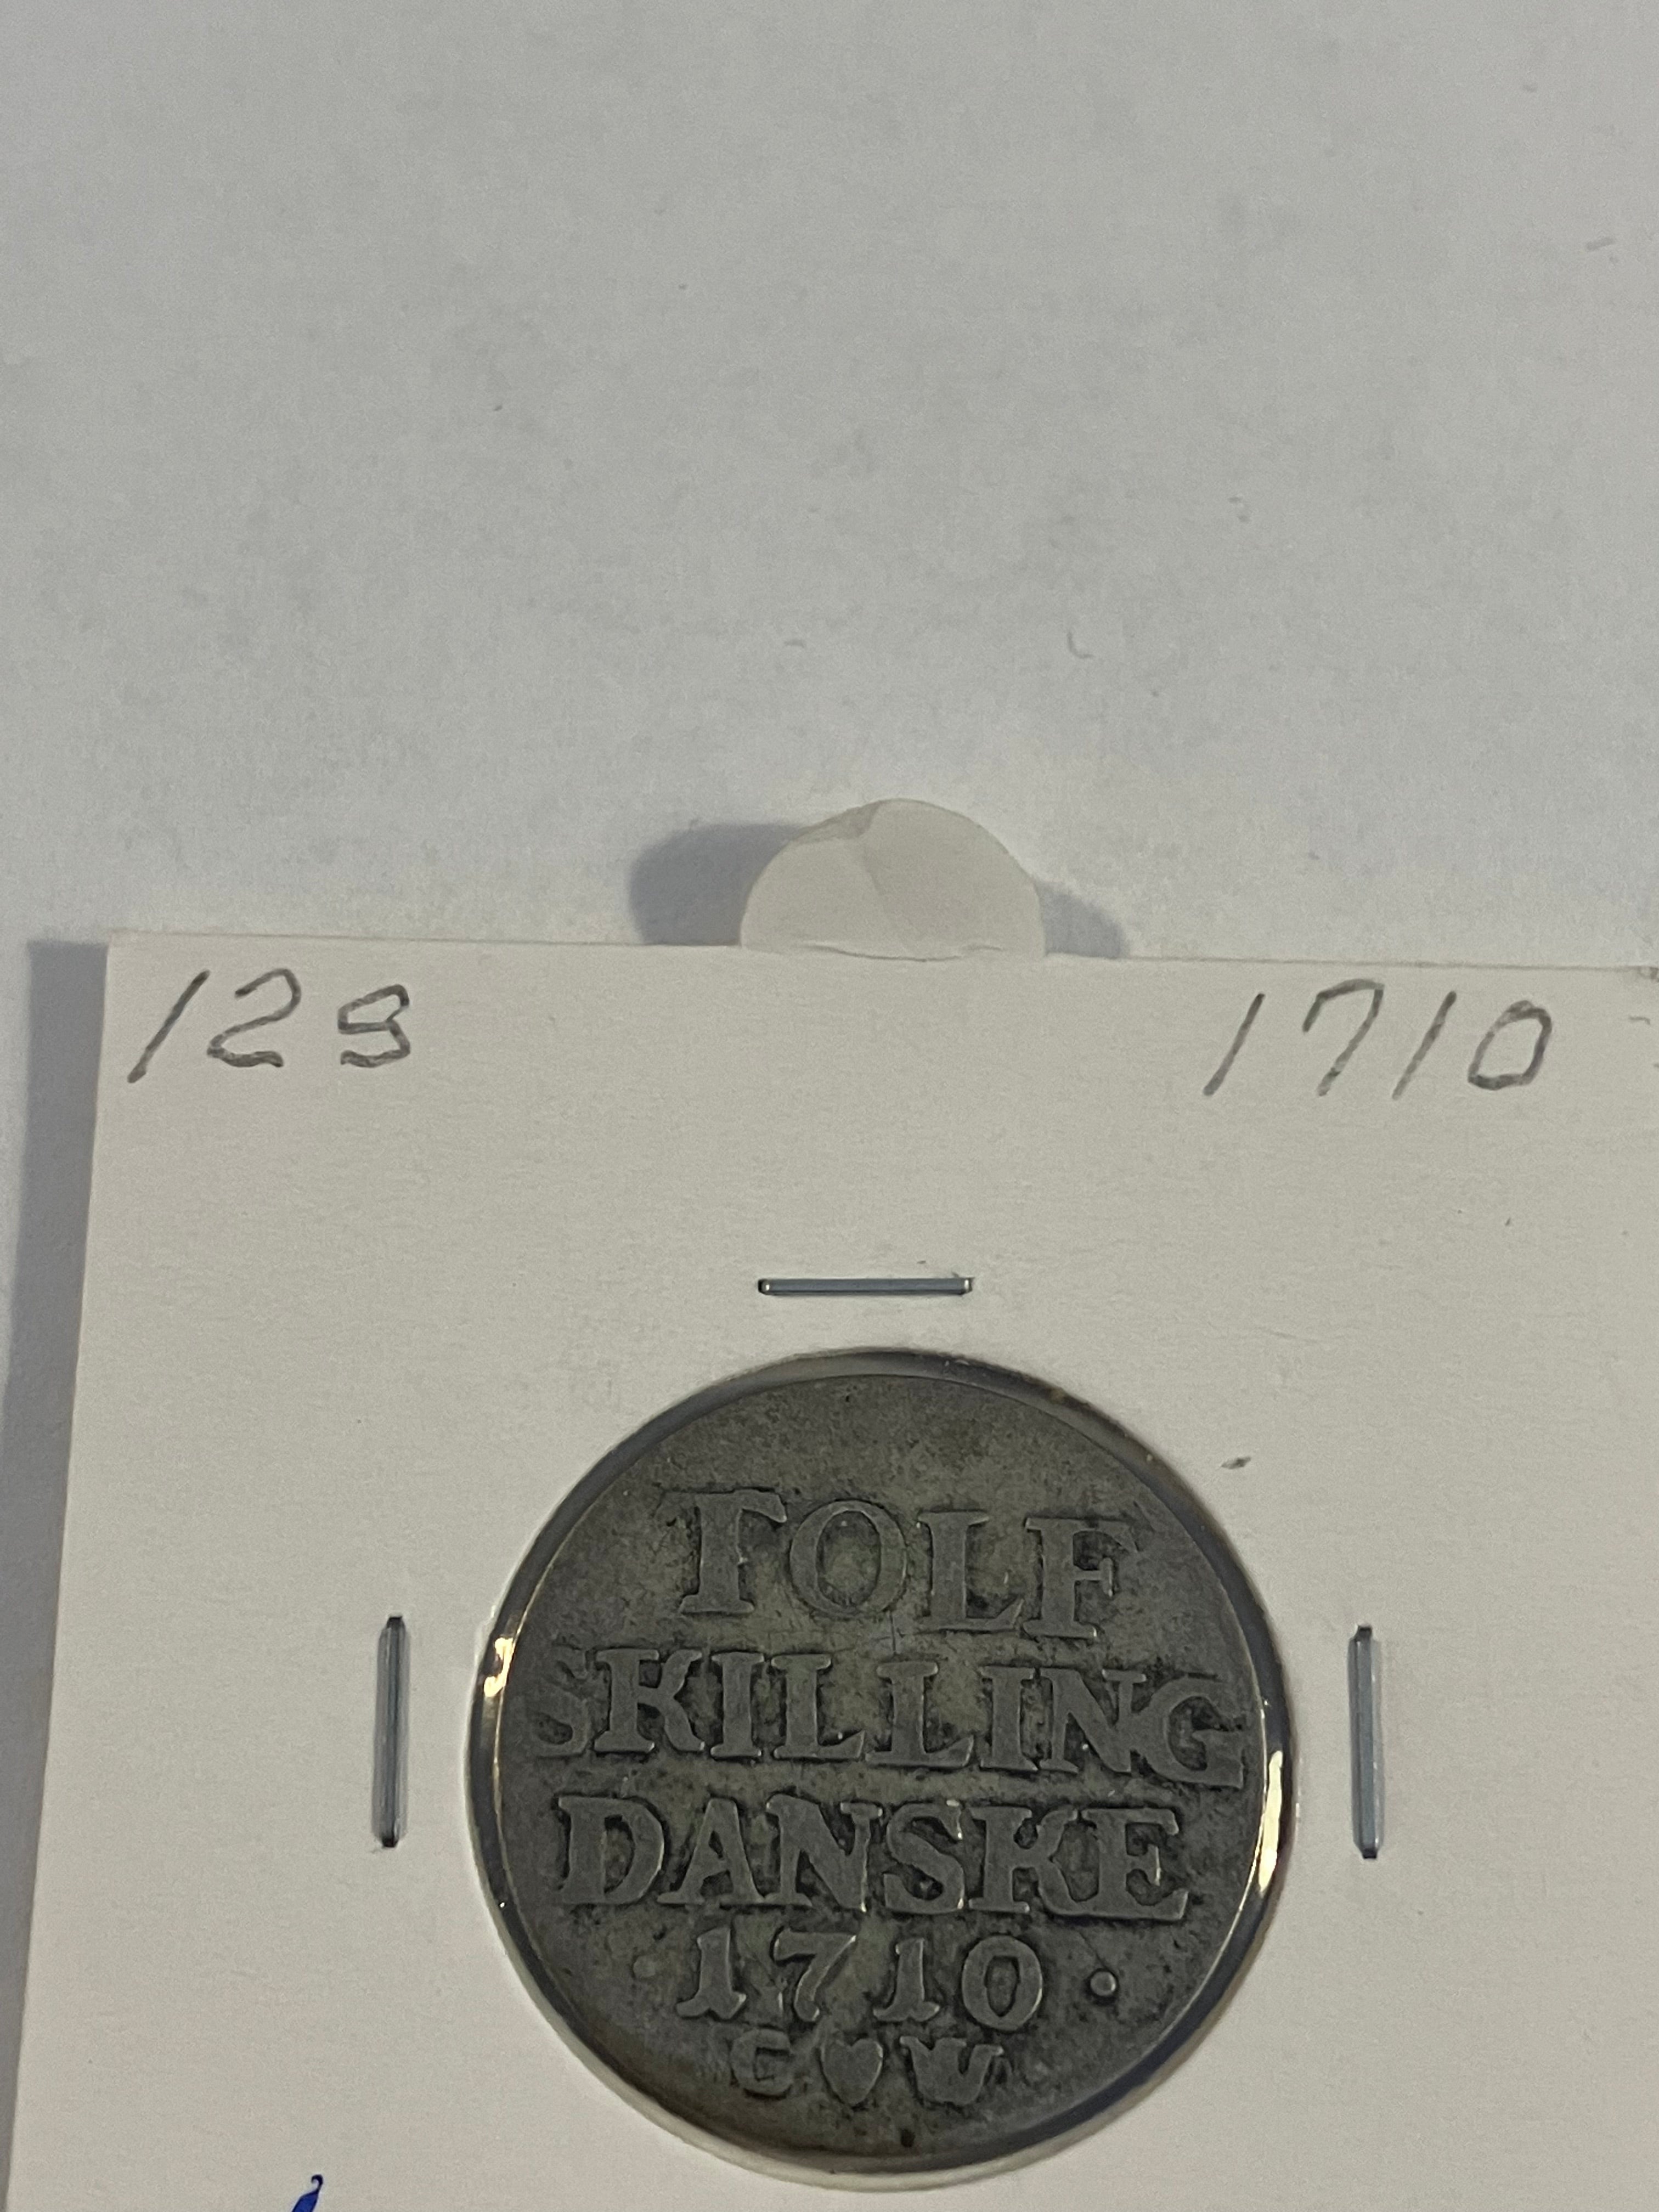 12S 1710
TOLF
SKILLING
DANSKE
·1710·
C♥W